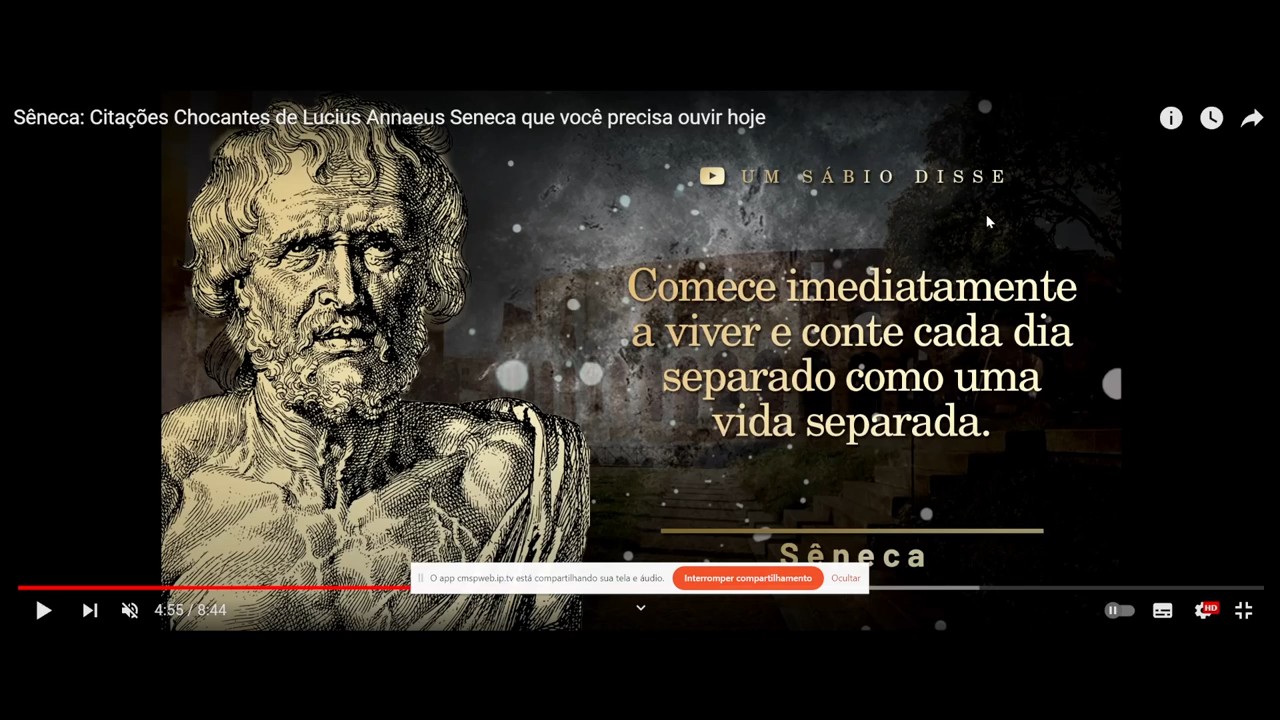 Sêneca: Citações Chocantes de Lucius Annaeus Seneca que você precisa ouvir hoje
UM SÁBIO DISSE
Comece imediatamente
a viver e conte cada dia
separado como uma
vida separada.
Sêneca
O app cmspweb.ip.tv está compartilhando sua tela e áudio. Interromper compartilhamento Ocultar
4:55 / 8:44 HD